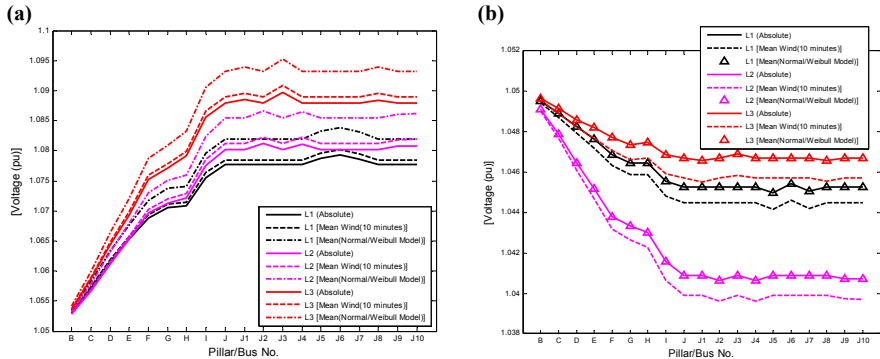 (a)
1.1
1.095
1.09
1.085
1.08
1.075
1.07
1.065
1.06
1.055
1.05
[Voltage (pu)]
L1 (Absolute)
L1 [Mean Wind(10 minutes)]
L1 [Mean(Normal/Weibull Model)]
L2 (Absolute)
L2 [Mean Wind(10 minutes)]
L2 [Mean(Normal/Weibull Model)]
L3 (Absolute)
L3 [Mean Wind(10 minutes)]
L3 [Mean(Normal/Weibull Model)]
B C D E F G H I J J1 J2 J3 J4 J5 J6 J7 J8 J9 J10
Pillar/Bus No.
(b)
1.052
1.05
1.048
1.046
1.044
1.042
1.04
1.038
[Voltage (pu)]
L1 (Absolute)
L1 [Mean Wind(10 minutes)]
L1 [Mean(Normal/Weibull Model)]
L2 (Absolute)
L2 [Mean Wind(10 minutes)]
L2 [Mean(Normal/Weibull Model)]
L3 (Absolute)
L3 [Mean Wind(10 minutes)]
L3 [Mean(Normal/Weibull Model)]
B C D E F G H I J J1 J2 J3 J4 J5 J6 J7 J8 J9 J10
Pillar/Bus No.